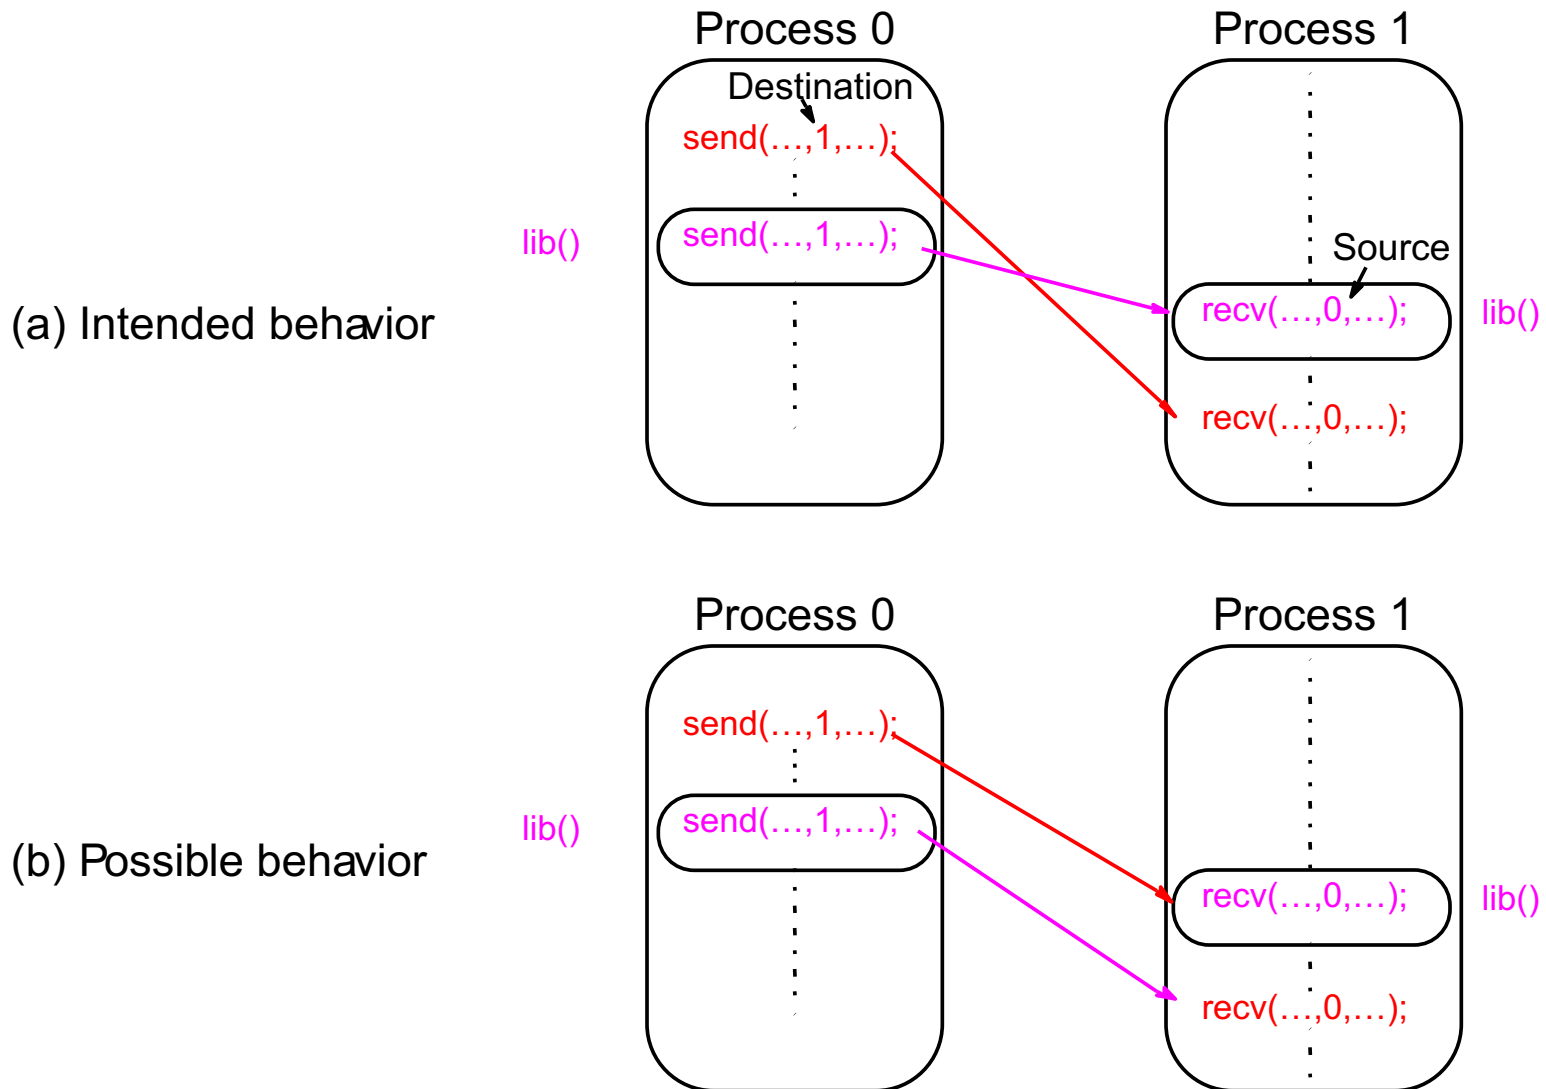 Process 0
Process 1
Destination
send(…,1,…);
lib()
send(…,1,…);
Source
(a) Intended behavior
recv(…,0,…);
lib()
recv(…,0,…);
Process 0
Process 1
send(…,1,…);
lib()
send(…,1,…);
(b) Possible behavior
recv(…,0,…);
lib()
recv(…,0,…);